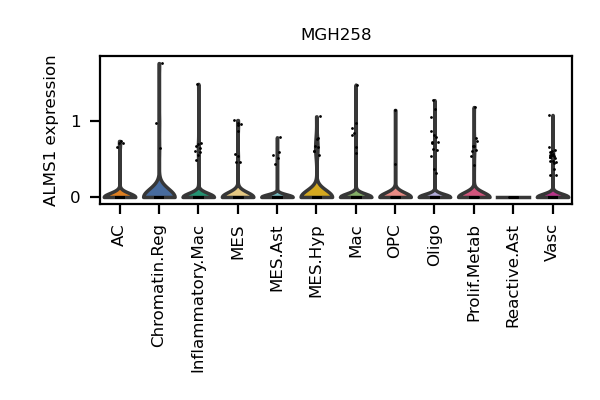 MGH258
ALMS1 expression
1
0
AC
Chromatin.Reg
Inflammatory.Mac
MES
MES.Ast
MES.Hyp
Mac
OPC
Oligo
Prolif.Metab
Reactive.Ast
Vasc